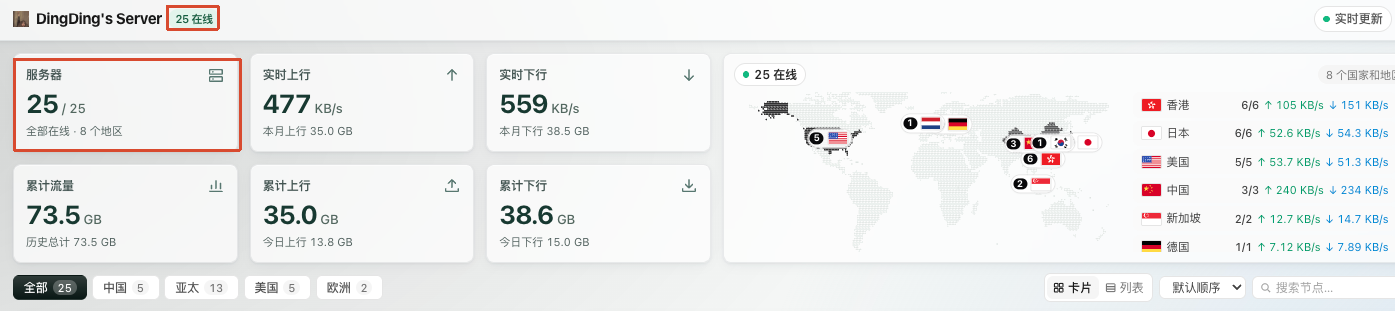 DingDing's Server 25 在线
实时更新
服务器
25 / 25
全部在线 · 8 个地区
实时上行
477 KB/s
本月上行 35.0 GB
实时下行
559 KB/s
本月下行 38.5 GB
累计流量
73.5 GB
历史总计 73.5 GB
累计上行
35.0 GB
今日上行 13.8 GB
累计下行
38.6 GB
今日下行 15.0 GB
25 在线
8 个国家和地
5
1
3
1
6
2
香港 6/6 ↑ 105 KB/s ↓ 151 KB/s
日本 6/6 ↑ 52.6 KB/s ↓ 54.3 KB/s
美国 5/5 ↑ 53.7 KB/s ↓ 51.3 KB/s
中国 3/3 ↑ 240 KB/s ↓ 234 KB/s
新加坡 2/2 ↑ 12.7 KB/s ↓ 14.7 KB/s
德国 1/1 ↑ 7.12 KB/s ↓ 7.89 KB/s
全部 25 中国 5 亚太 13 美国 5 欧洲 2
卡片 列表 默认顺序 搜索节点...